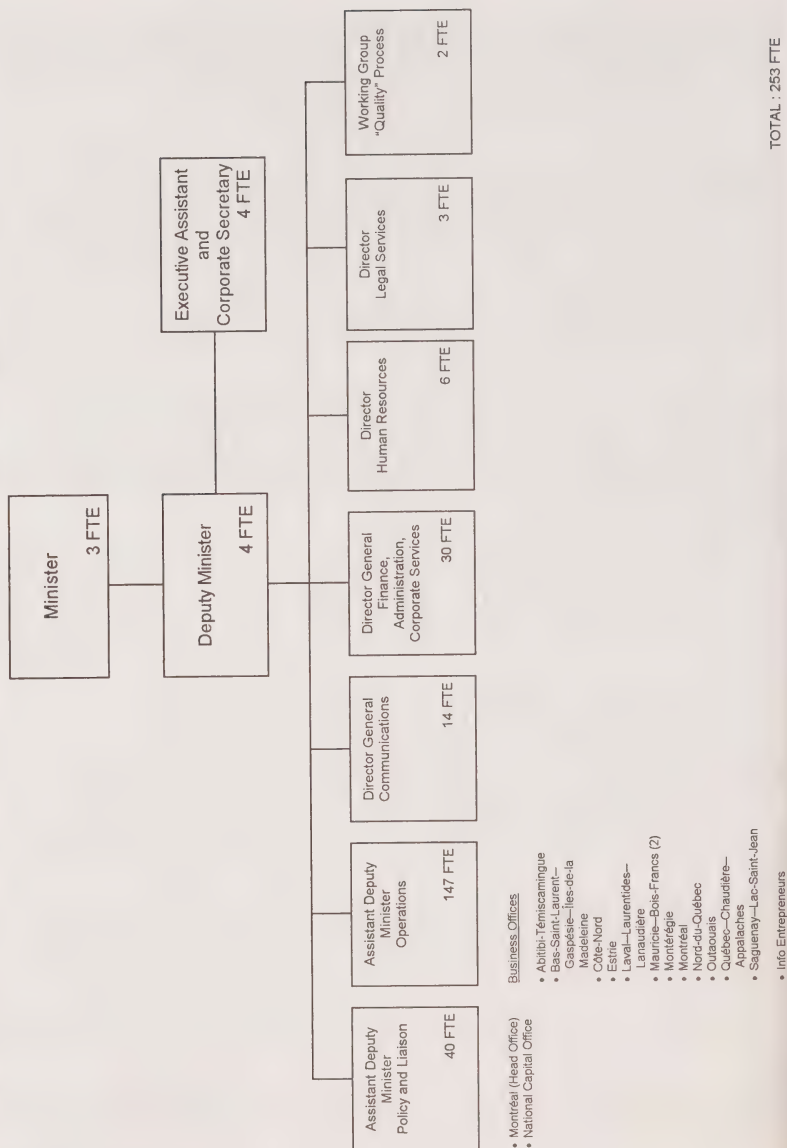 Minister
3 FTE
Deputy Minister
4 FTE
Executive Assistant
and
Corporate Secretary
4 FTE
Assistant Deputy
Minister
Policy and Liaison
40 FTE
Assistant Deputy
Minister
Operations
147 FTE
Director General
Communications
14 FTE
Director General
Finance,
Administration,
Corporate Services
30 FTE
Director
Human Resources
6 FTE
Director
Legal Services
3 FTE
Working Group
"Quality" Process
2 FTE
• Montréal (Head Office)
• National Capital Office
Business Offices
• Abitibi-Témiscamingue
• Bas-Saint-Laurent—
Gaspésie—Îles-de-la
Madeleine
• Côte-Nord
• Estrie
• Laval—Laurentides—
Lanaudière
• Mauricie—Bois-Francs (2)
• Montérégie
• Montréal
• Nord-du-Québec
• Outaouais
• Québec—Chaudière—
Appalaches
• Saguenay—Lac-Saint-Jean
• Info Entrepreneurs
TOTAL : 253 FTE